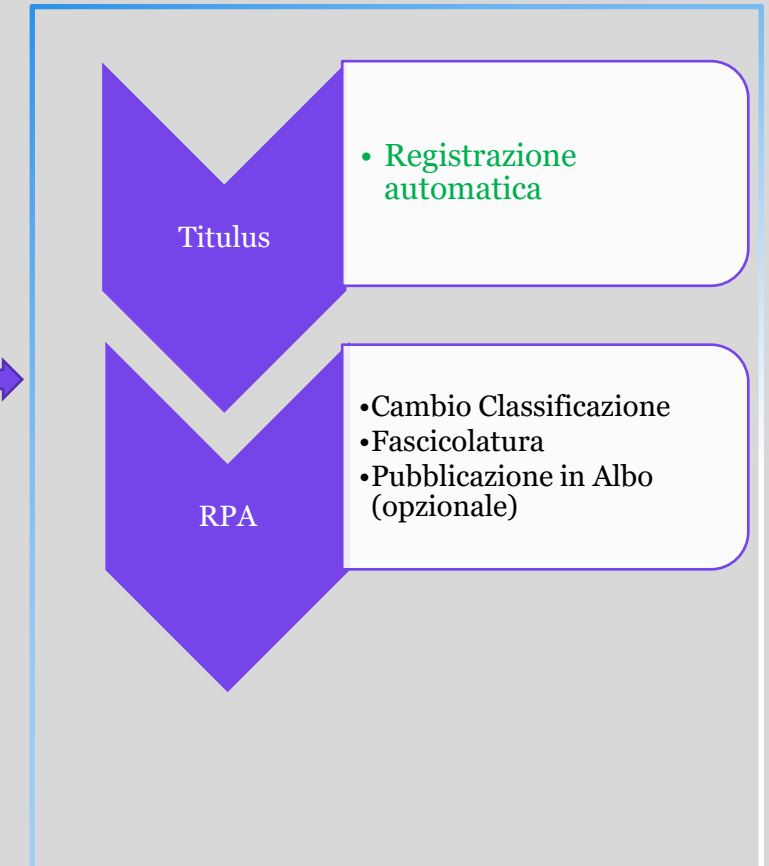 Titulus
• Registrazione
automatica
RPA
•Cambio Classificazione
•Fascicolatura
•Pubblicazione in Albo
(opzionale)